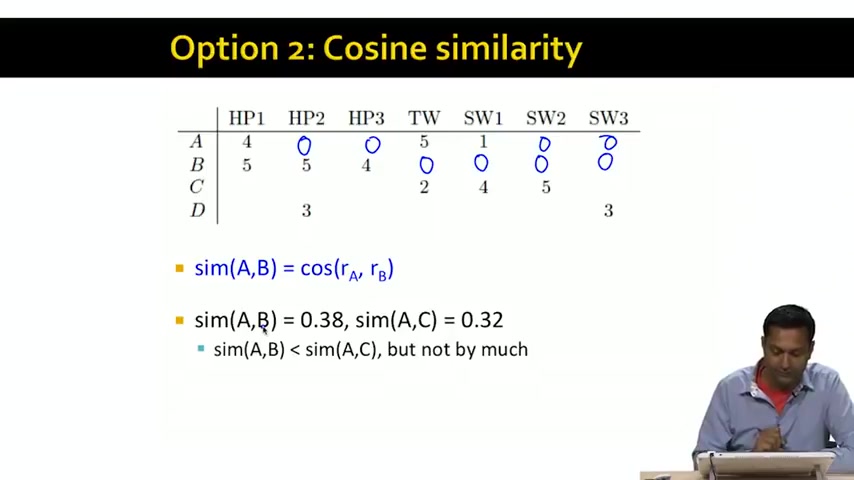 Option 2: Cosine similarity
HP1 HP2 HP3 TW SW1 SW2 SW3
A 4 0 0 5 1 0 0
B 5 5 4 0 0 0 0
C 2 4 5
D 3 3
sim(A,B) = cos(rA, rB)
sim(A,B) = 0.38, sim(A,C) = 0.32
sim(A,B) < sim(A,C), but not by much